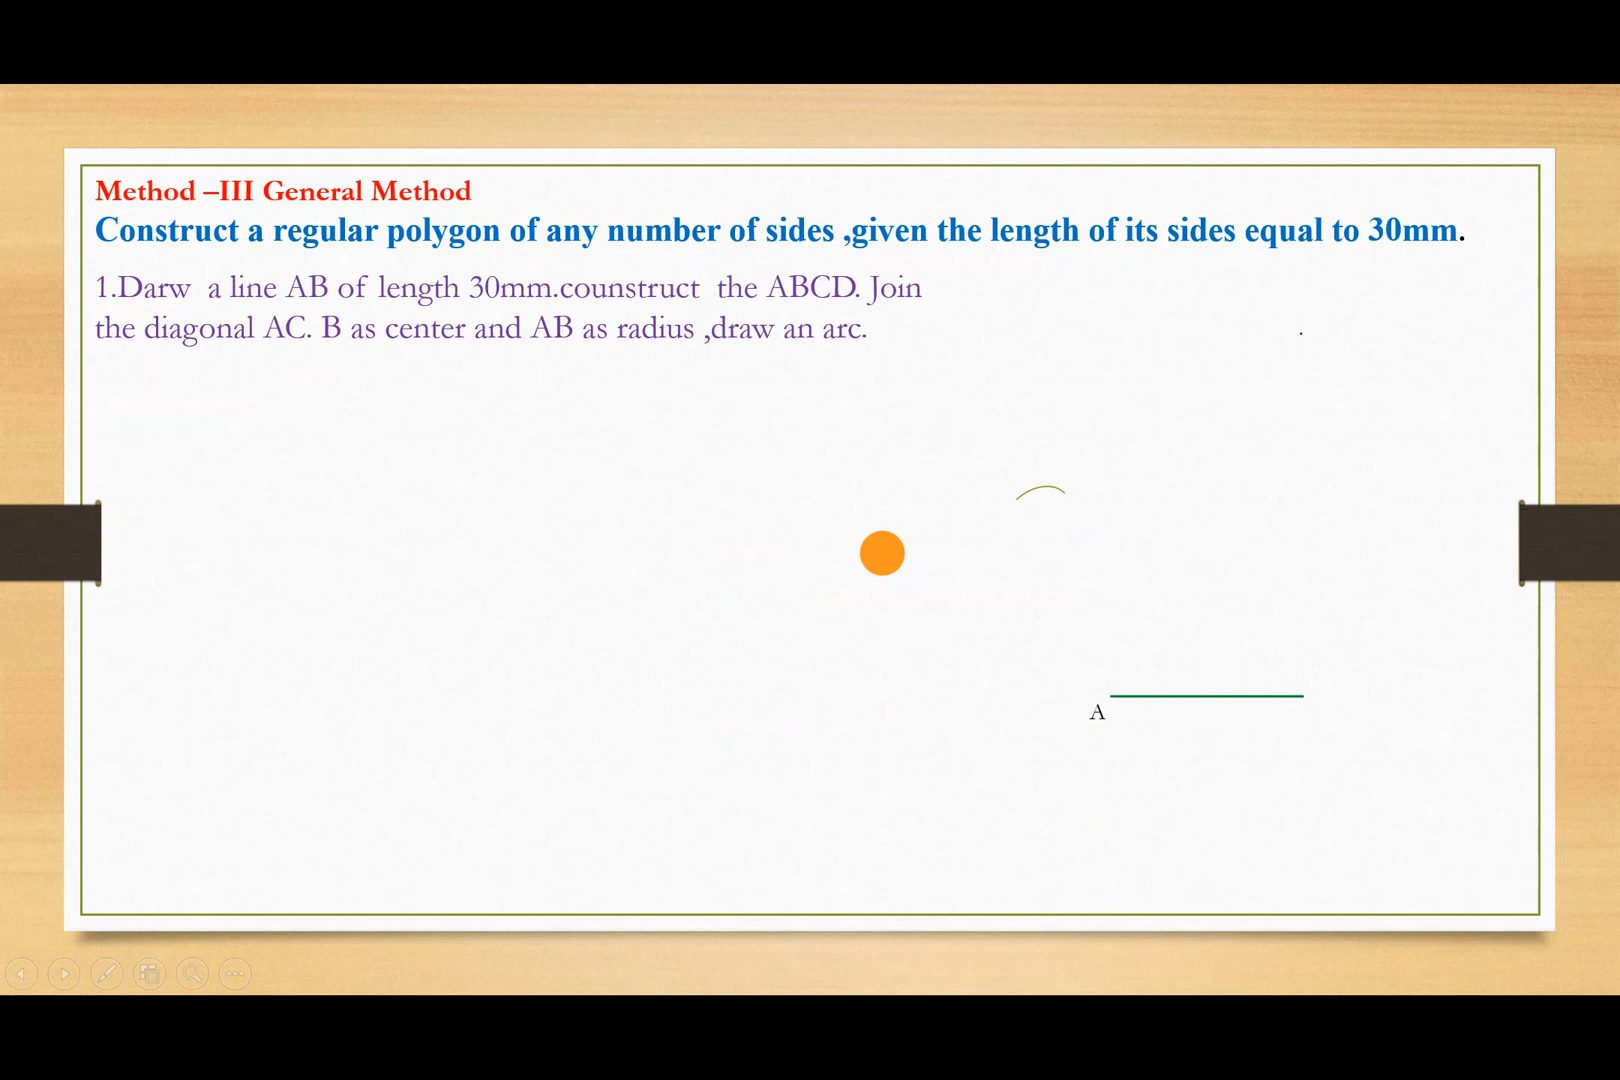 Method –III General Method
Construct a regular polygon of any number of sides ,given the length of its sides equal to 30mm.
1.Darw a line AB of length 30mm.counstruct the ABCD. Join
the diagonal AC. B as center and AB as radius ,draw an arc.
A